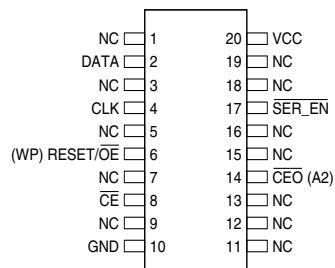 NC 1 20 VCC
DATA 2 19 NC
NC 3 18 NC
CLK 4 17 SER_EN
NC 5 16 NC
(WP) RESET/OE 6 15 NC
NC 7 14 CEO (A2)
CE 8 13 NC
NC 9 12 NC
GND 10 11 NC